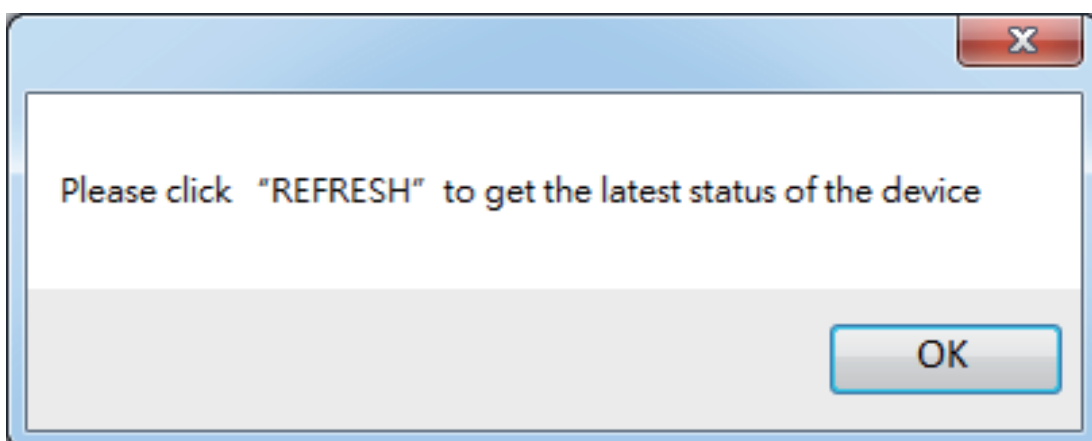 Please click “REFRESH” to get the latest status of the device
OK